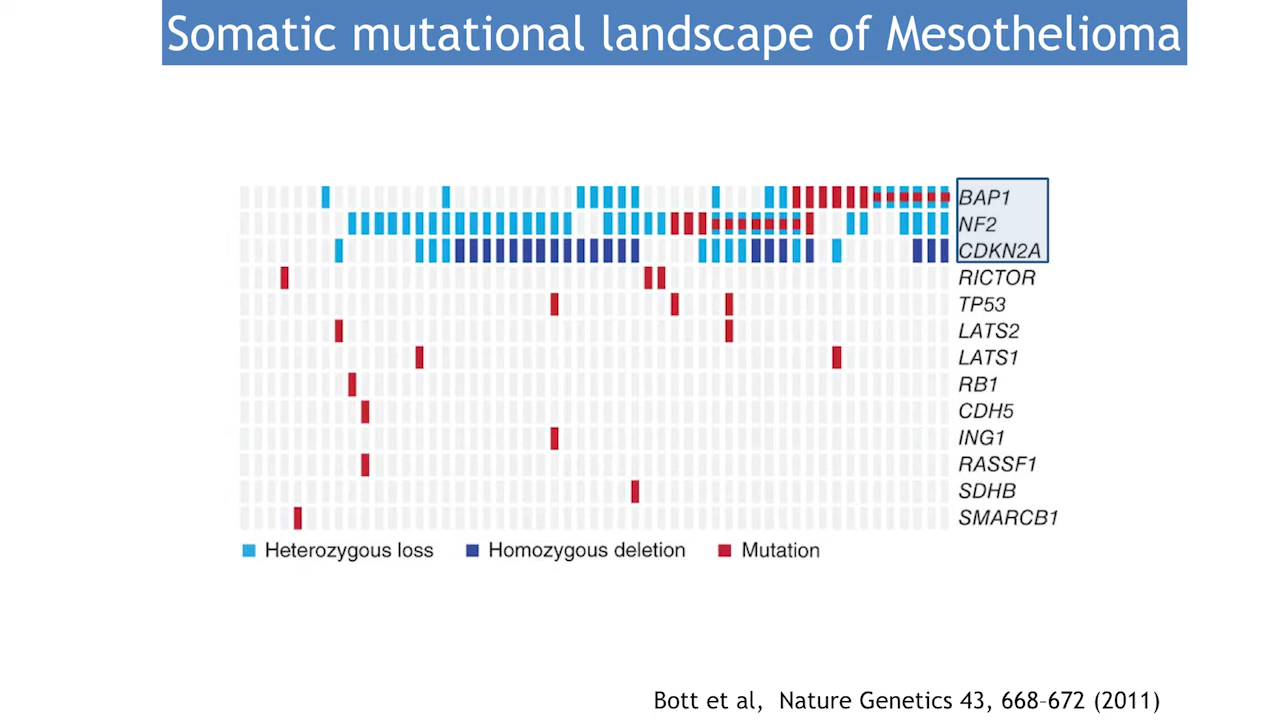 Somatic mutational landscape of Mesothelioma
BAP1
NF2
CDKN2A
RICTOR
TP53
LATS2
LATS1
RB1
CDH5
ING1
RASSF1
SDHB
SMARCB1
Heterozygous loss Homozygous deletion Mutation
Bott et al, Nature Genetics 43, 668–672 (2011)